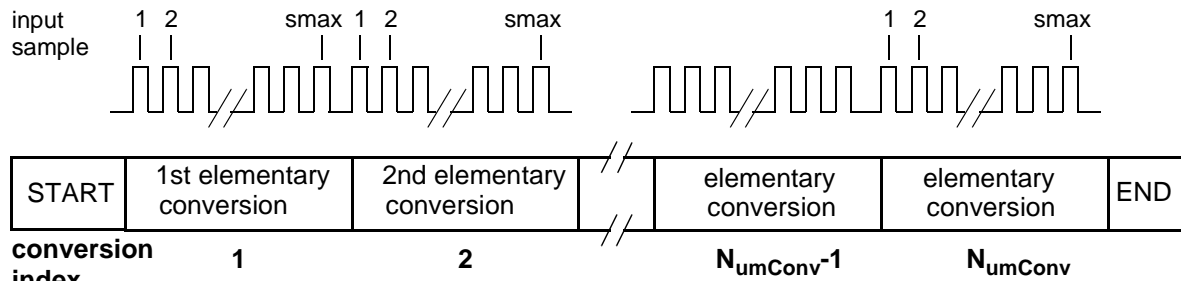 input sample
1 2 smax 1 2 smax 1 2 smax
START
1st elementary conversion
2nd elementary conversion
elementary conversion
elementary conversion
END
conversion index
1
2
NumConv-1
NumConv